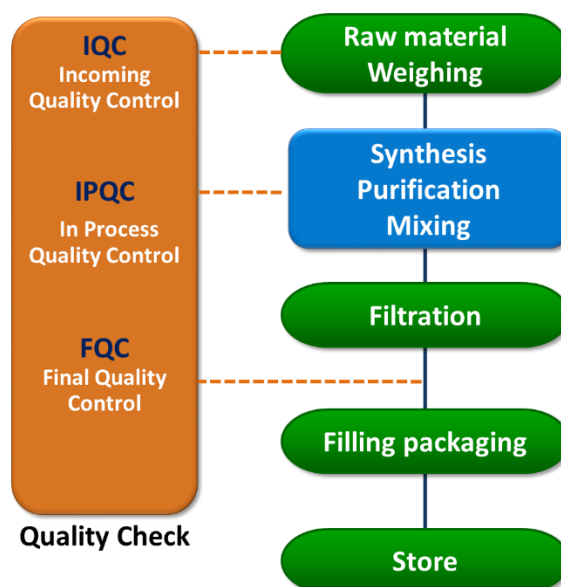 IQC
Incoming
Quality Control
IPQC
In Process
Quality Control
FQC
Final Quality
Control
Quality Check
Raw material
Weighing
Synthesis
Purification
Mixing
Filtration
Filling packaging
Store